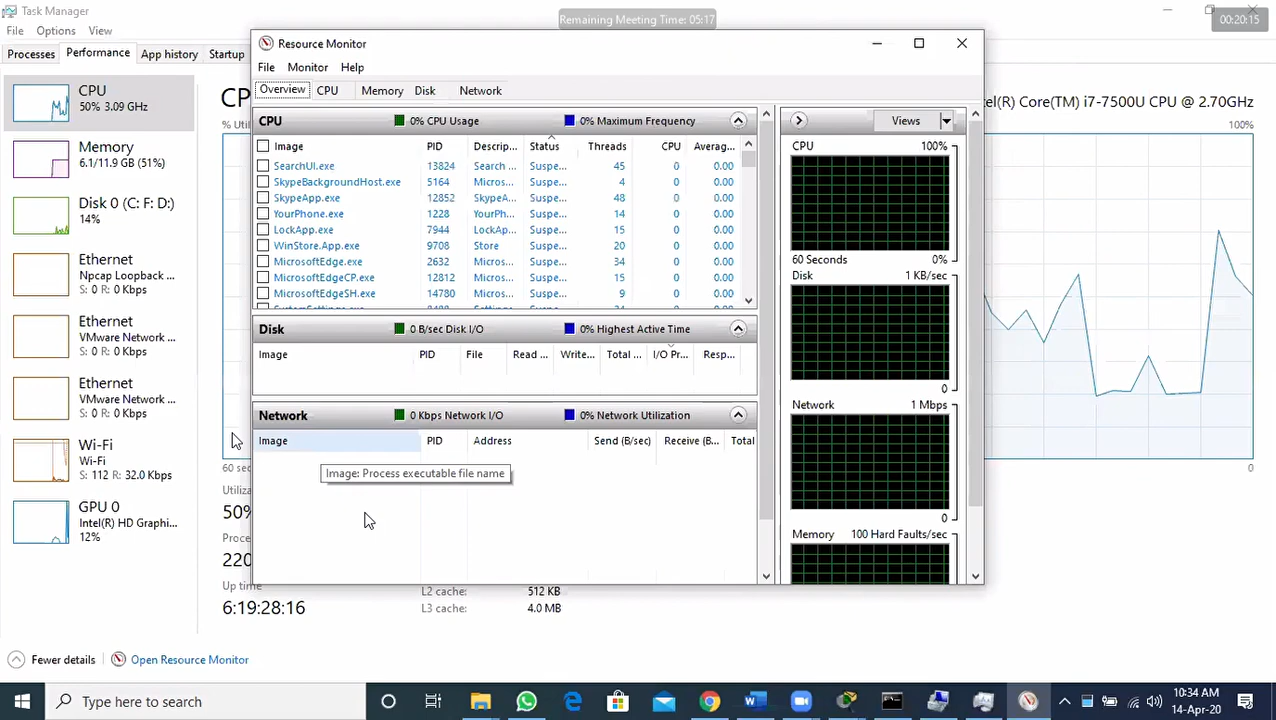 Task Manager
Remaining Meeting Time: 05:17
00:20:15
File Options View
Processes Performance App history Startup
CPU
50% 3.09 GHz
Memory
6.1/11.9 GB (51%)
Disk 0 (C: F: D:)
14%
Ethernet
Npcap Loopback ...
S: 0 R: 0 Kbps
Ethernet
VMware Network ...
S: 0 R: 0 Kbps
Ethernet
VMware Network ...
S: 0 R: 0 Kbps
Wi-Fi
Wi-Fi
S: 112 R: 32.0 Kbps
GPU 0
Intel(R) HD Graphi...
12%
CP
% Uti
60 sec
Utiliza
50%
Proce
220
Up time
6:19:28:16
L2 cache: 512 KB
L3 cache: 4.0 MB
tel(R) Core(TM) i7-7500U CPU @ 2.70GHz
100%
0
Resource Monitor
File Monitor Help
Overview CPU Memory Disk Network
CPU 0% CPU Usage 0% Maximum Frequency
Image PID Descrip... Status Threads CPU Averag...
SearchUI.exe 13824 Search ... Suspe... 45 0 0.00
SkypeBackgroundHost.exe 5164 Micros... Suspe... 4 0 0.00
SkypeApp.exe 12852 SkypeA... Suspe... 48 0 0.00
YourPhone.exe 1228 YourPh... Suspe... 14 0 0.00
LockApp.exe 7944 LockAp... Suspe... 15 0 0.00
WinStore.App.exe 9708 Store Suspe... 20 0 0.00
MicrosoftEdge.exe 2632 Micros... Suspe... 34 0 0.00
MicrosoftEdgeCP.exe 12812 Micros... Suspe... 15 0 0.00
MicrosoftEdgeSH.exe 14780 Micros... Suspe... 9 0 0.00
Disk 0 B/sec Disk I/O 0% Highest Active Time
Image PID File Read ... Write... Total ... I/O Pr... Resp...
Network 0 Kbps Network I/O 0% Network Utilization
Image PID Address Send (B/sec) Receive (B... Total
Image: Process executable file name
Views
CPU 100%
60 Seconds 0%
Disk 1 KB/sec
0
Network 1 Mbps
0
Memory 100 Hard Faults/sec
Fewer details Open Resource Monitor
Type here to search
10:34 AM
14-Apr-20